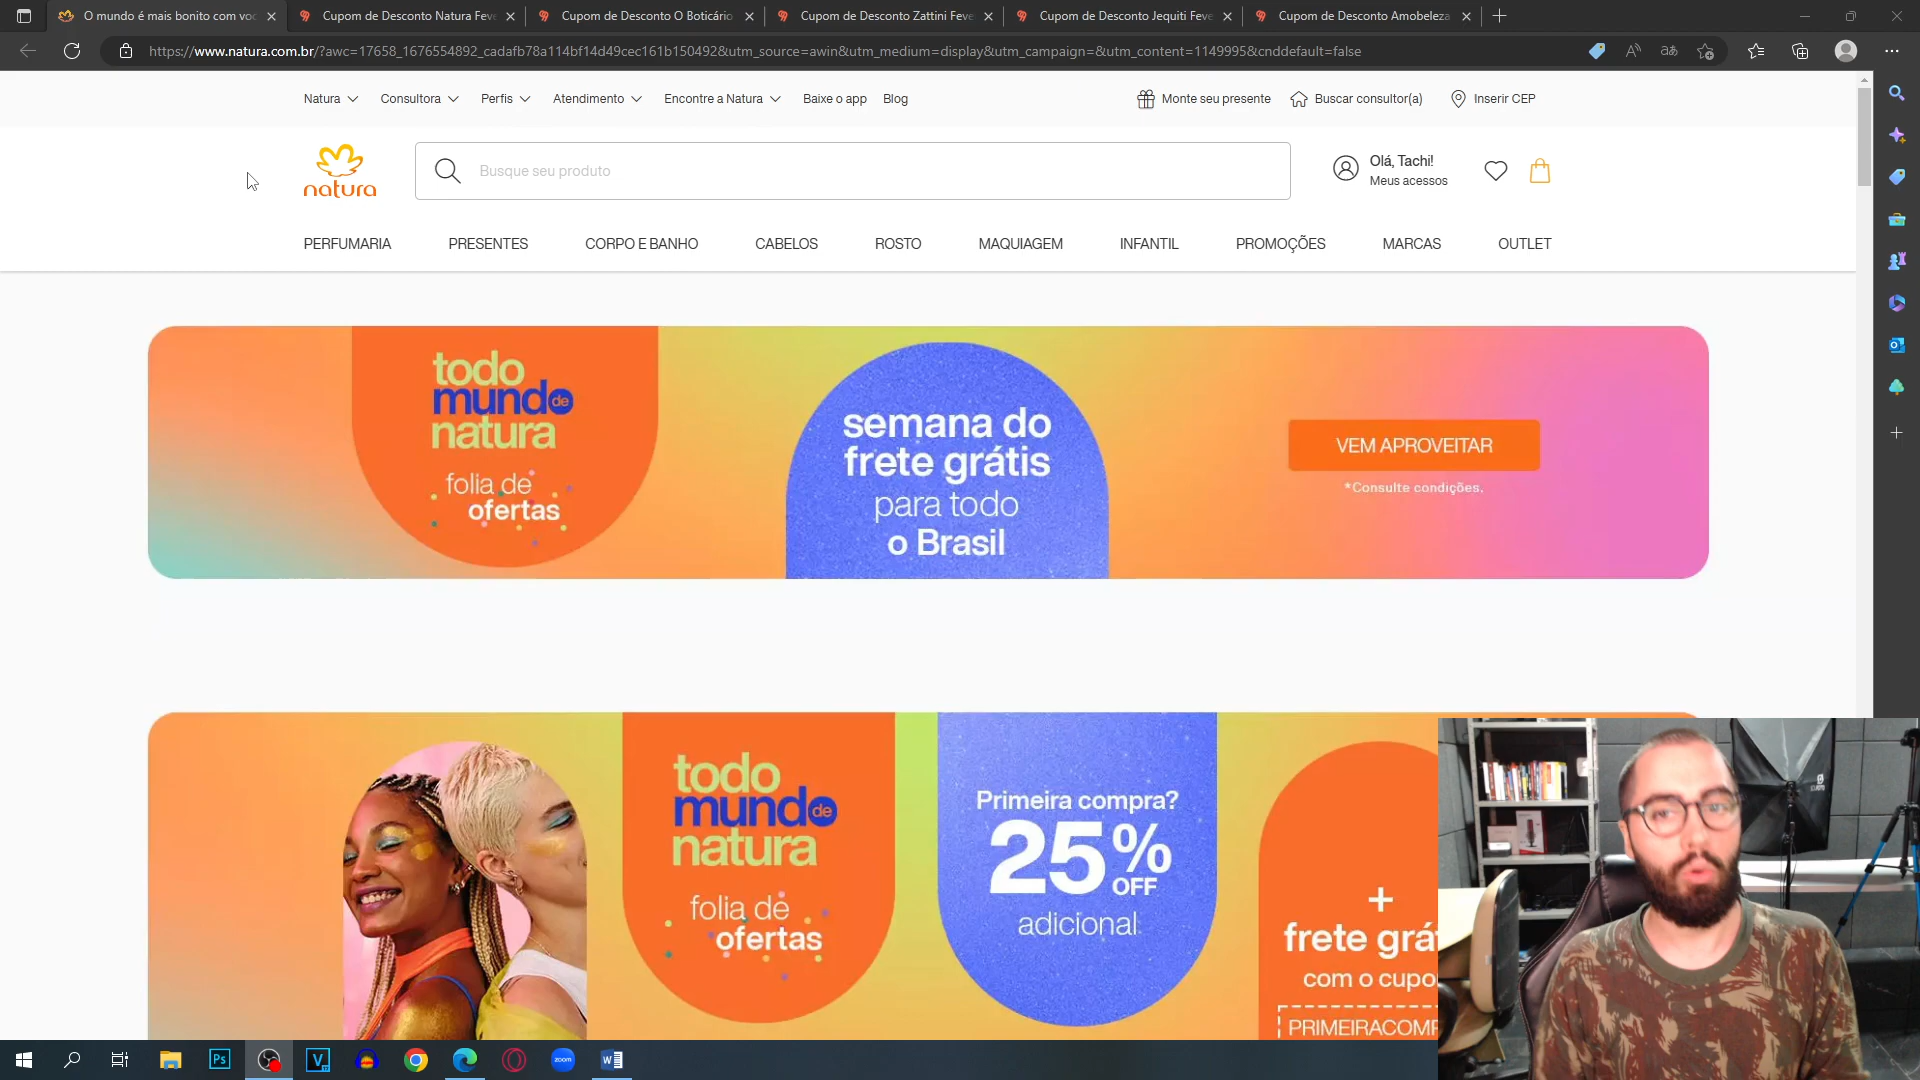 O mundo é mais bonito com voc
Cupom de Desconto Natura Feve
Cupom de Desconto O Boticário
Cupom de Desconto Zattini Feve
Cupom de Desconto Jequiti Feve
Cupom de Desconto Amobeleza
https://www.natura.com.br/?awc=17658_1676554892_cadafb78a114bf14d49cec161b150492&utm_source=awin&utm_medium=display&utm_campaign=&utm_content=1149995&cnddefault=false
Natura
Consultora
Perfis
Atendimento
Encontre a Natura
Baixe o app
Blog
Monte seu presente
Buscar consultor(a)
Inserir CEP
natura
Busque seu produto
Olá, Tachi!
Meus acessos
PERFUMARIA
PRESENTES
CORPO E BANHO
CABELOS
ROSTO
MAQUIAGEM
INFANTIL
PROMOÇÕES
MARCAS
OUTLET
todo
mundo de
natura
folia de
ofertas
semana do
frete grátis
para todo
o Brasil
VEM APROVEITAR
*Consulte condições.
todo
mundo de
natura
folia de
ofertas
Primeira compra?
25%
OFF
adicional
+
frete grát
com o cupo
PRIMEIRACOMP
Ps
V
zoom
W